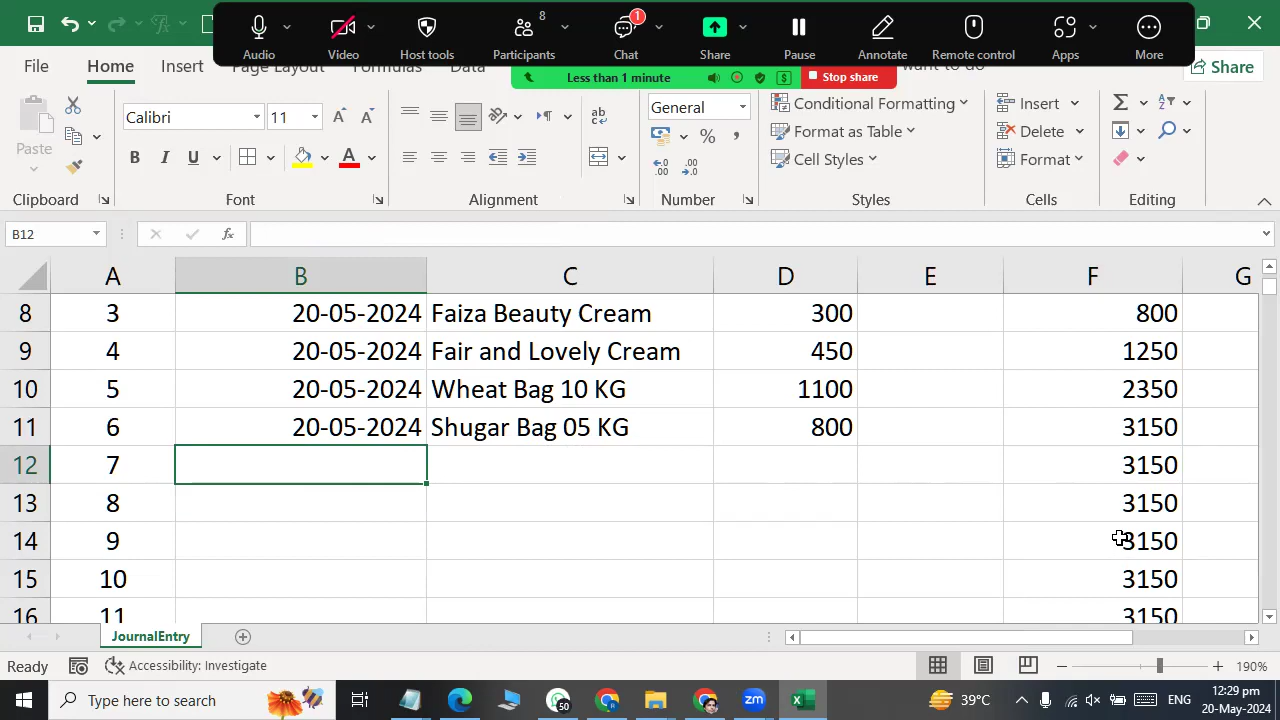 8
Audio
Video
Host tools
Participants
1
Chat
Share
Pause
Annotate
Remote control
Apps
More
Less than 1 minute
Stop share
File
Home
Insert
Page Layout
Formulas
Data
want to do
Share
Paste
Calibri
11
General
Conditional Formatting
Format as Table
Cell Styles
Insert
Delete
Format
Clipboard
Font
Alignment
Number
Styles
Cells
Editing
B12
fx
A B C D E F G
8 3 20-05-2024 Faiza Beauty Cream 300 800
9 4 20-05-2024 Fair and Lovely Cream 450 1250
10 5 20-05-2024 Wheat Bag 10 KG 1100 2350
11 6 20-05-2024 Shugar Bag 05 KG 800 3150
12 7 3150
13 8 3150
14 9 3150
15 10 3150
16 11 3150
JournalEntry
Ready
Accessibility: Investigate
190%
Type here to search
50
39°C
ENG
12:29 pm
20-May-2024